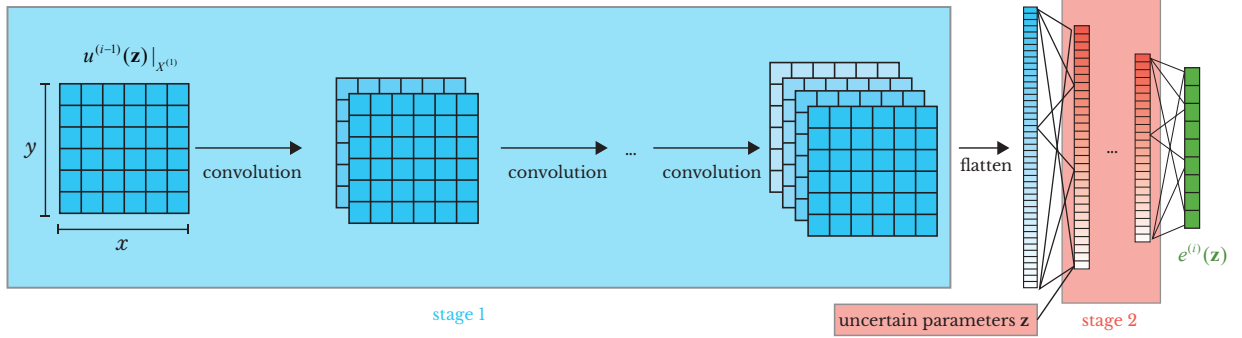 u^{(i–1)}(𝐳)|_{X^{(1)}}
y
x
convolution
convolution
...
convolution
flatten
...
e^{(i)}(𝐳)
stage 1
uncertain parameters 𝐳
stage 2